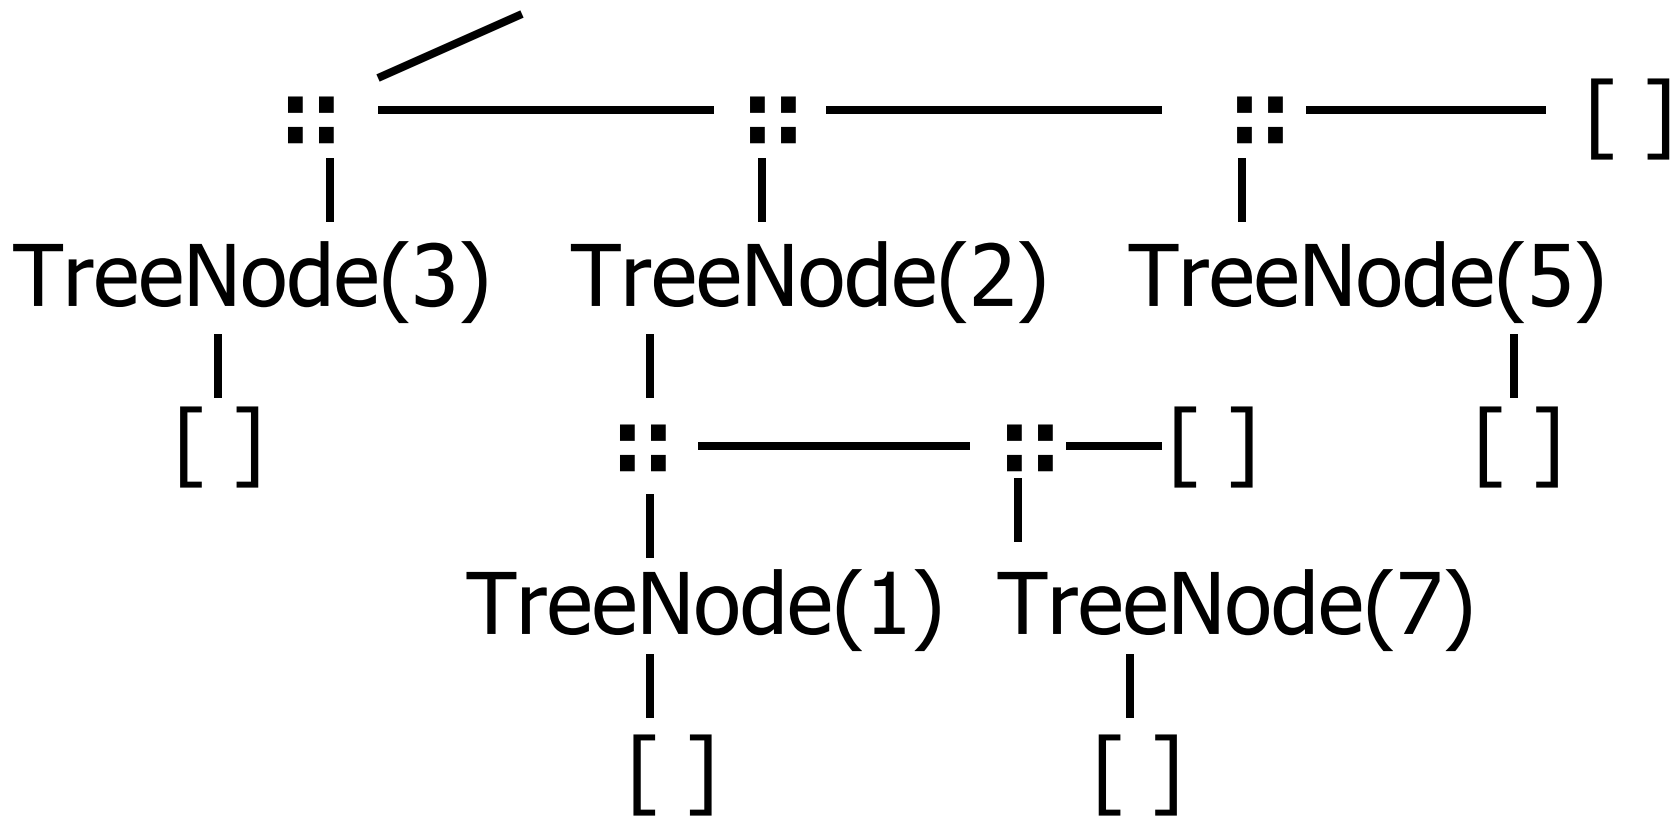 :: :: :: [ ]
TreeNode(3) TreeNode(2) TreeNode(5)
[ ] :: :: [ ] [ ]
TreeNode(1) TreeNode(7)
[ ] [ ]